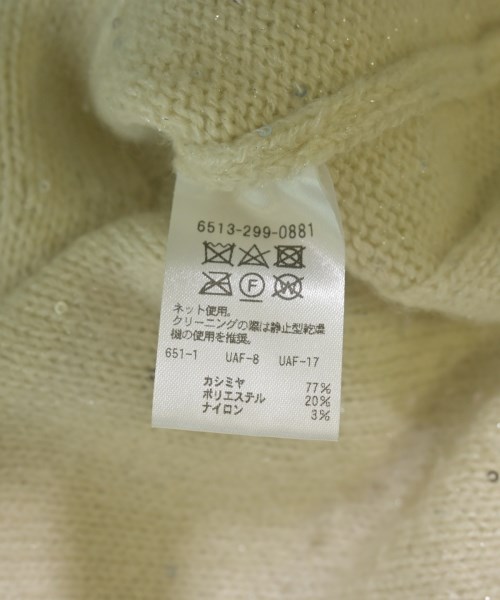 6513-299-0881
F W
ネット使用。
クリーニングの際は静止型乾燥
機の使用を推奨。
651-1 UAF-8 UAF-17
カシミヤ 77%
ポリエステル 20%
ナイロン 3%